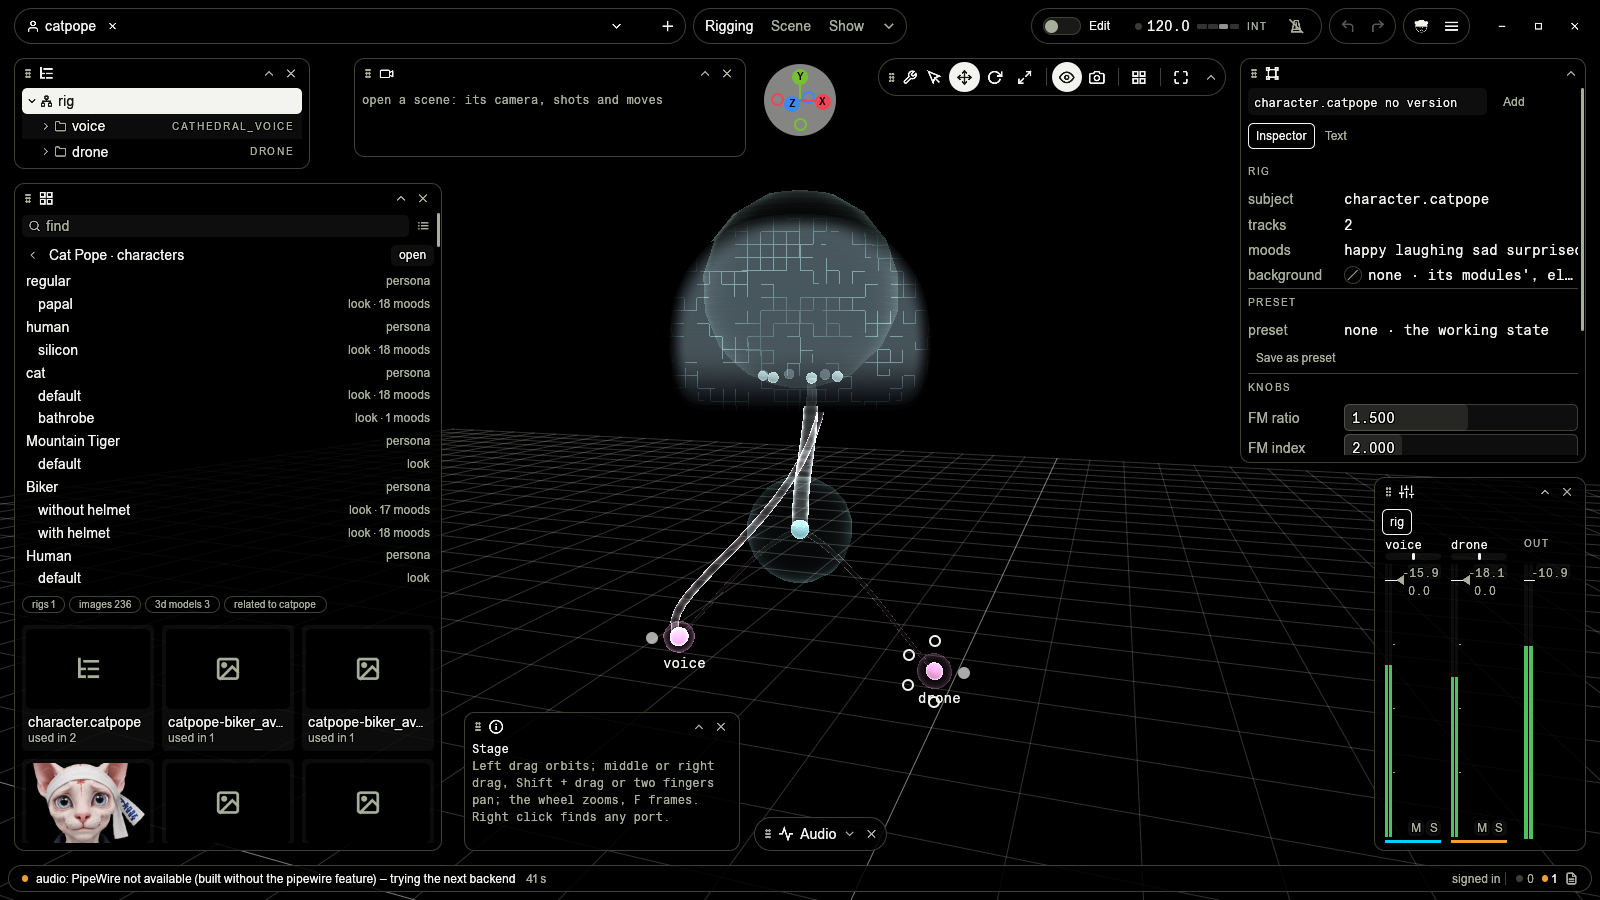 catpope
Rigging Scene Show
Edit 120.0 INT
rig
voice CATHEDRAL_VOICE
drone DRONE
open a scene: its camera, shots and moves
Y
Z
X
character.catpope no version Add
Inspector Text
RIG
subject character.catpope
tracks 2
moods happy laughing sad surprised
background none · its modules', el…
PRESET
preset none · the working state
Save as preset
KNOBS
FM ratio 1.500
FM index 2.000
find
Cat Pope · characters open
regular persona
papal look · 18 moods
human persona
silicon look · 18 moods
cat persona
default look · 18 moods
bathrobe look · 1 moods
Mountain Tiger persona
default look
Biker persona
without helmet look · 17 moods
with helmet look · 18 moods
Human persona
default look
rigs 1 images 236 3d models 3 related to catpope
character.catpope
used in 2
catpope-biker_av...
used in 1
catpope-biker_av...
used in 1
voice
drone
Stage
Left drag orbits; middle or right
drag, Shift + drag or two fingers
pan; the wheel zooms, F frames.
Right click finds any port.
Audio
rig
voice drone OUT
-15.9 -18.1 -10.9
0.0 0.0
M S M S
audio: PipeWire not available (built without the pipewire feature) – trying the next backend 41 s
signed in 0 1